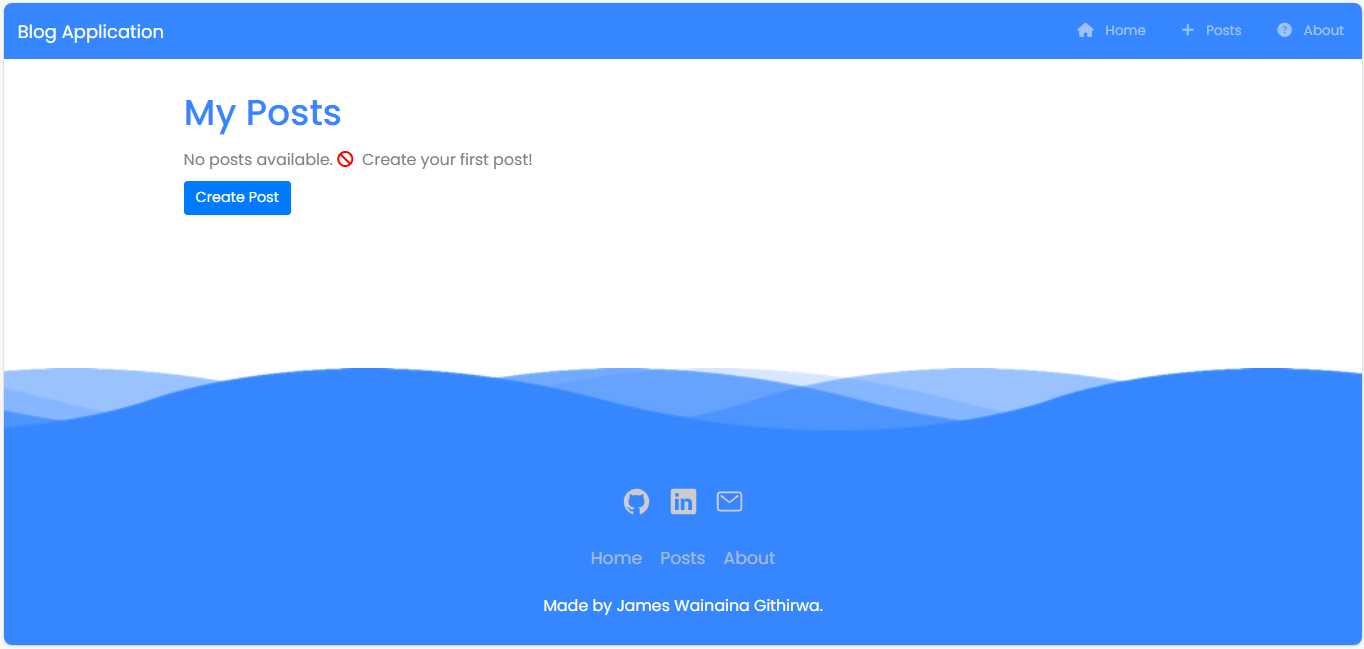 Blog Application Home Posts About
My Posts
No posts available. Create your first post!
Create Post
Home Posts About
Made by James Wainaina Githirwa.